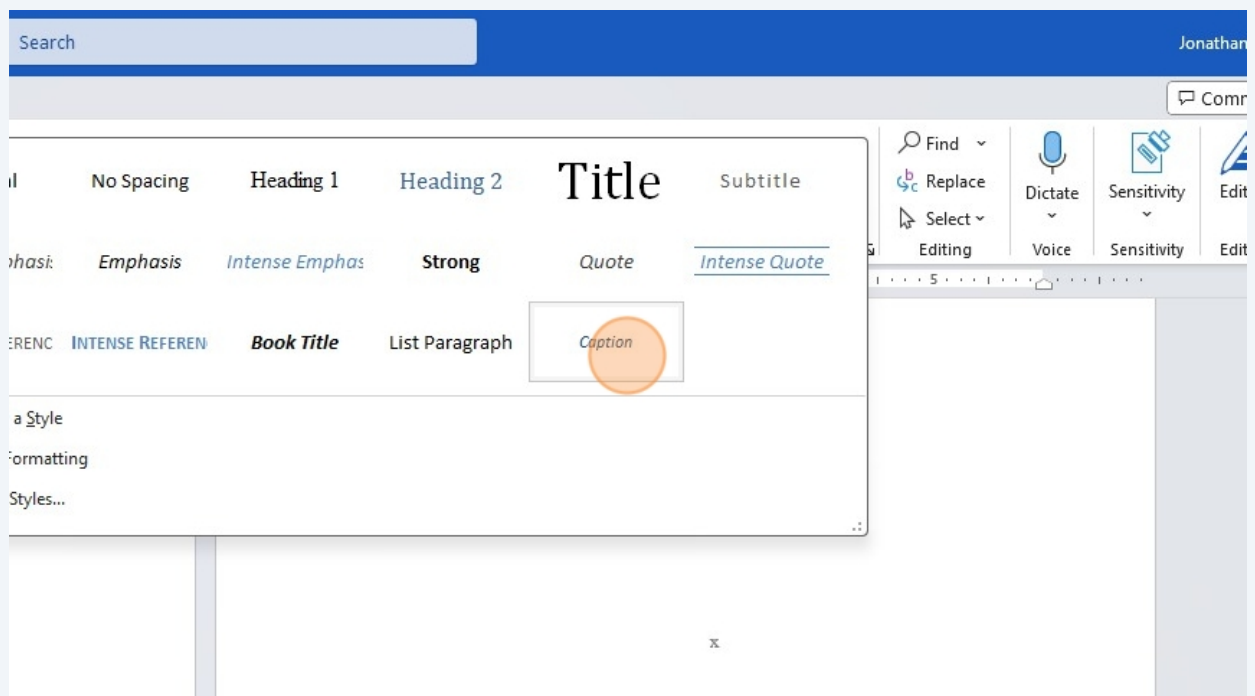 Search
Jonathan
Comm
Find
No Spacing
Heading 1
Heading 2
Title
Subtitle
Replace
Dictate
Sensitivity
Edit
Select
Emphasis
Intense Emphas
Strong
Quote
Intense Quote
Editing
Voice
Sensitivity
Edit
5
ERENC
INTENSE REFEREN
Book Title
List Paragraph
Caption
a Style
Formatting
Styles...
x